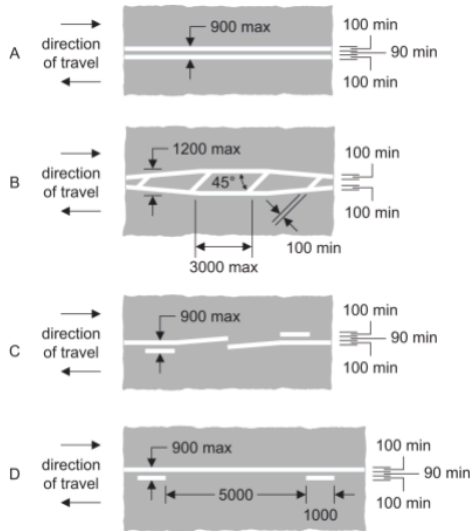 A
direction
of travel
900 max
100 min
90 min
100 min
B
direction
of travel
1200 max
45°
3000 max
100 min
100 min
100 min
C
direction
of travel
900 max
100 min
90 min
100 min
D
direction
of travel
900 max
5000
1000
100 min
90 min
100 min